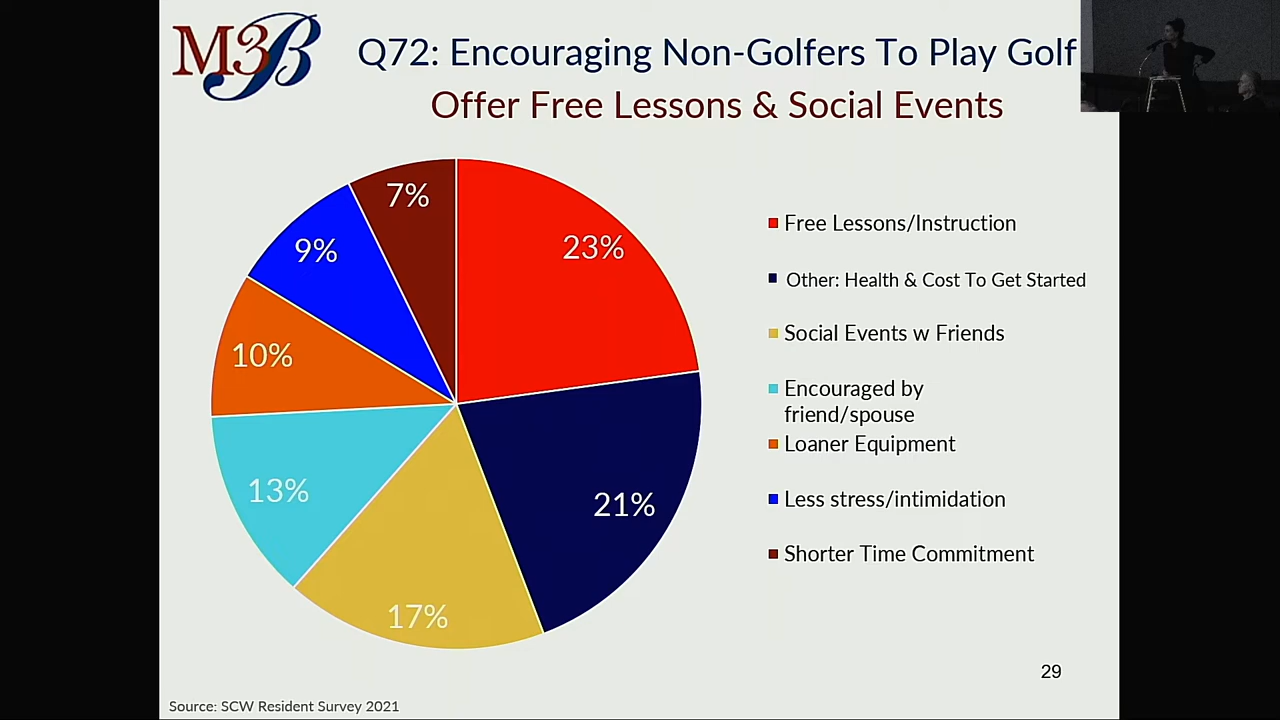 M3B
Q72: Encouraging Non-Golfers To Play Golf
Offer Free Lessons & Social Events
7%
23%
9%
10%
13%
21%
17%
Free Lessons/Instruction
Other: Health & Cost To Get Started
Social Events w Friends
Encouraged by
friend/spouse
Loaner Equipment
Less stress/intimidation
Shorter Time Commitment
29
Source: SCW Resident Survey 2021